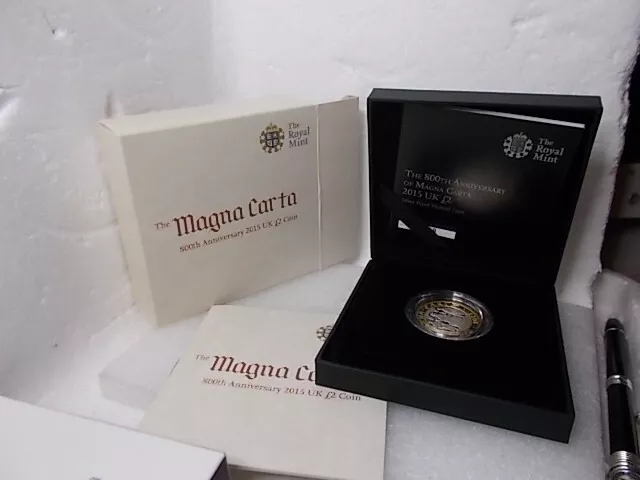 The
Royal
Mint
The Magna Carta
800th Anniversary 2015 UK £2 Coin
The Royal
Mint
THE 800TH ANNIVERSARY
OF MAGNA CARTA
2015 UK £2
The Magna Ca
800th Anniversary 2015 UK £2 Coin